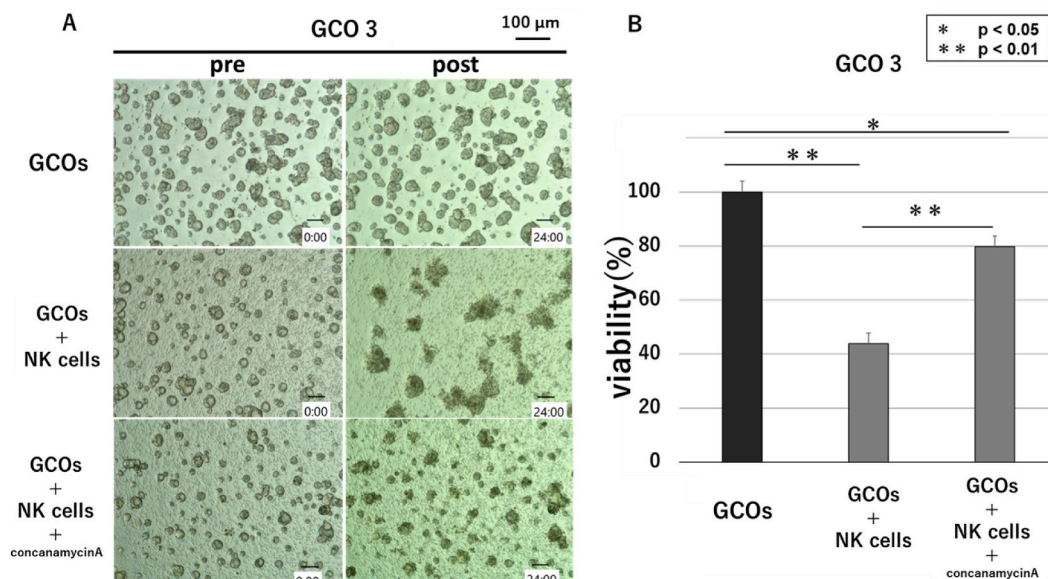 A
GCO 3
100 µm
pre
post
GCOs
0:00
24:00
GCOs
+
NK cells
0:00
24:00
GCOs
+
NK cells
+
concanamycinA
0:00
24:00
B
* p < 0.05
** p < 0.01
GCO 3
*
**
**
viability(%)
100
80
60
40
20
0
GCOs
GCOs
+
NK cells
GCOs
+
NK cells
+
concanamycinA